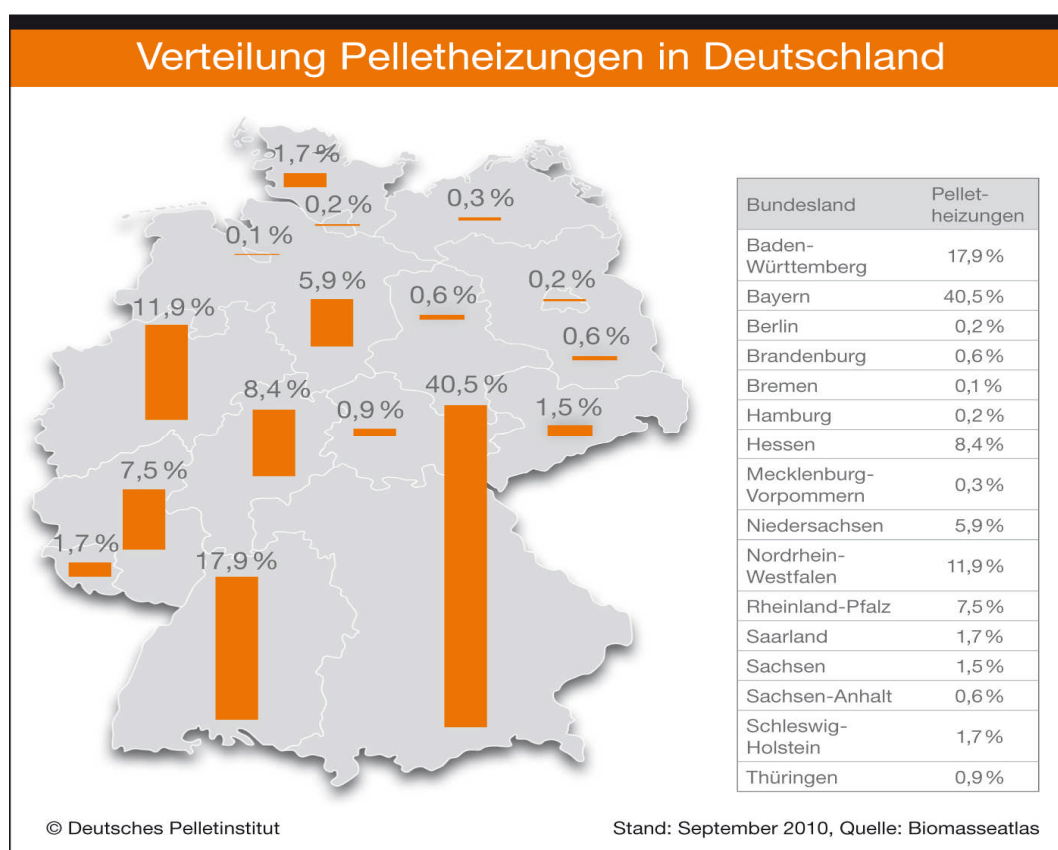 Verteilung Pelletheizungen in Deutschland
1,7 %
0,2 %
0,3 %
0,1 %
5,9 %
0,6 %
0,2 %
11,9 %
0,6 %
8,4 %
0,9 %
40,5 %
1,5 %
7,5 %
1,7 %
17,9 %
Bundesland
Pellet-
heizungen
Baden-
Württemberg
17,9 %
Bayern 40,5 %
Berlin 0,2 %
Brandenburg 0,6 %
Bremen 0,1 %
Hamburg 0,2 %
Hessen 8,4 %
Mecklenburg-
Vorpommern
0,3 %
Niedersachsen 5,9 %
Nordrhein-
Westfalen
11,9 %
Rheinland-Pfalz 7,5 %
Saarland 1,7 %
Sachsen 1,5 %
Sachsen-Anhalt 0,6 %
Schleswig-
Holstein
1,7 %
Thüringen 0,9 %
© Deutsches Pelletinstitut
Stand: September 2010, Quelle: Biomasseatlas